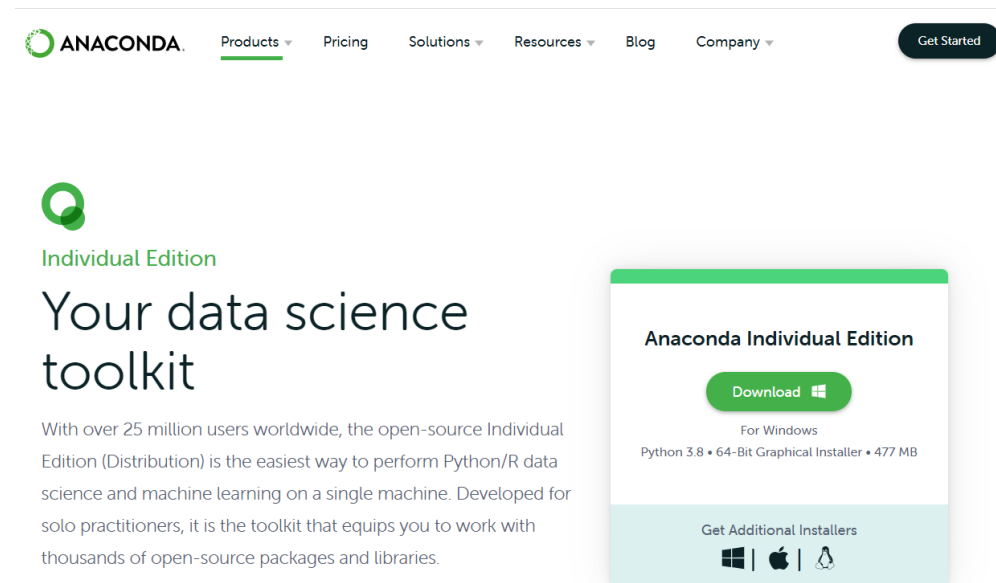 ANACONDA.
Products
Pricing
Solutions
Resources
Blog
Company
Get Started
Individual Edition
Your data science
toolkit
With over 25 million users worldwide, the open-source Individual
Edition (Distribution) is the easiest way to perform Python/R data
science and machine learning on a single machine. Developed for
solo practitioners, it is the toolkit that equips you to work with
thousands of open-source packages and libraries.
Anaconda Individual Edition
Download
For Windows
Python 3.8 • 64-Bit Graphical Installer • 477 MB
Get Additional Installers
| |